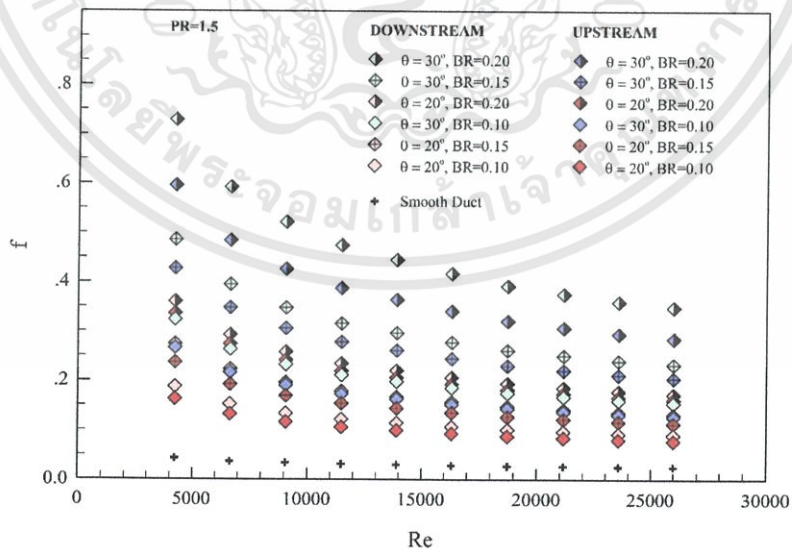 PR=1.5
DOWNSTREAM
θ = 30°, BR=0.20
θ = 30°, BR=0.15
θ = 20°, BR=0.20
θ = 30°, BR=0.10
θ = 20°, BR=0.15
θ = 20°, BR=0.10
Smooth Duct
UPSTREAM
θ = 30°, BR=0.20
θ = 30°, BR=0.15
θ = 20°, BR=0.20
θ = 30°, BR=0.10
θ = 20°, BR=0.15
θ = 20°, BR=0.10
f
.8
.6
.4
.2
0.0
0
5000
10000
15000
20000
25000
30000
Re